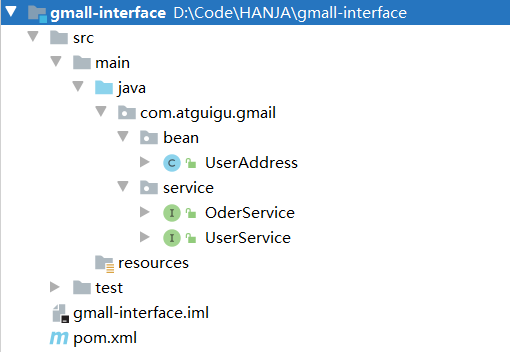 gmall-interface D:\Code\HANJA\gmall-interface
src
main
java
com.atguigu.gmail
bean
C UserAddress
service
I OderService
I UserService
resources
test
gmall-interface.iml
m pom.xml